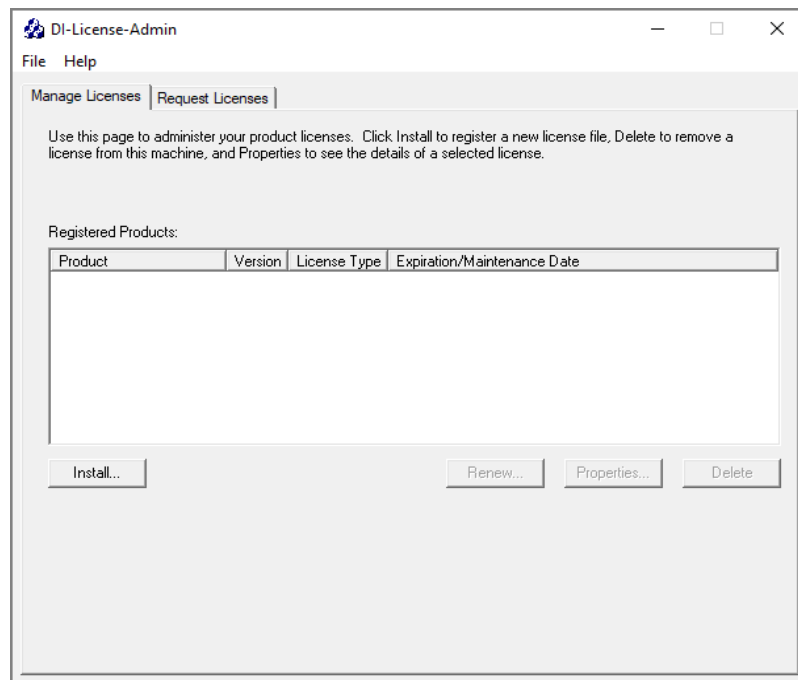 DI-License-Admin
File Help
Manage Licenses Request Licenses
Use this page to administer your product licenses. Click Install to register a new license file, Delete to remove a
license from this machine, and Properties to see the details of a selected license.
Registered Products:
Product Version License Type Expiration/Maintenance Date
Install... Renew... Properties... Delete